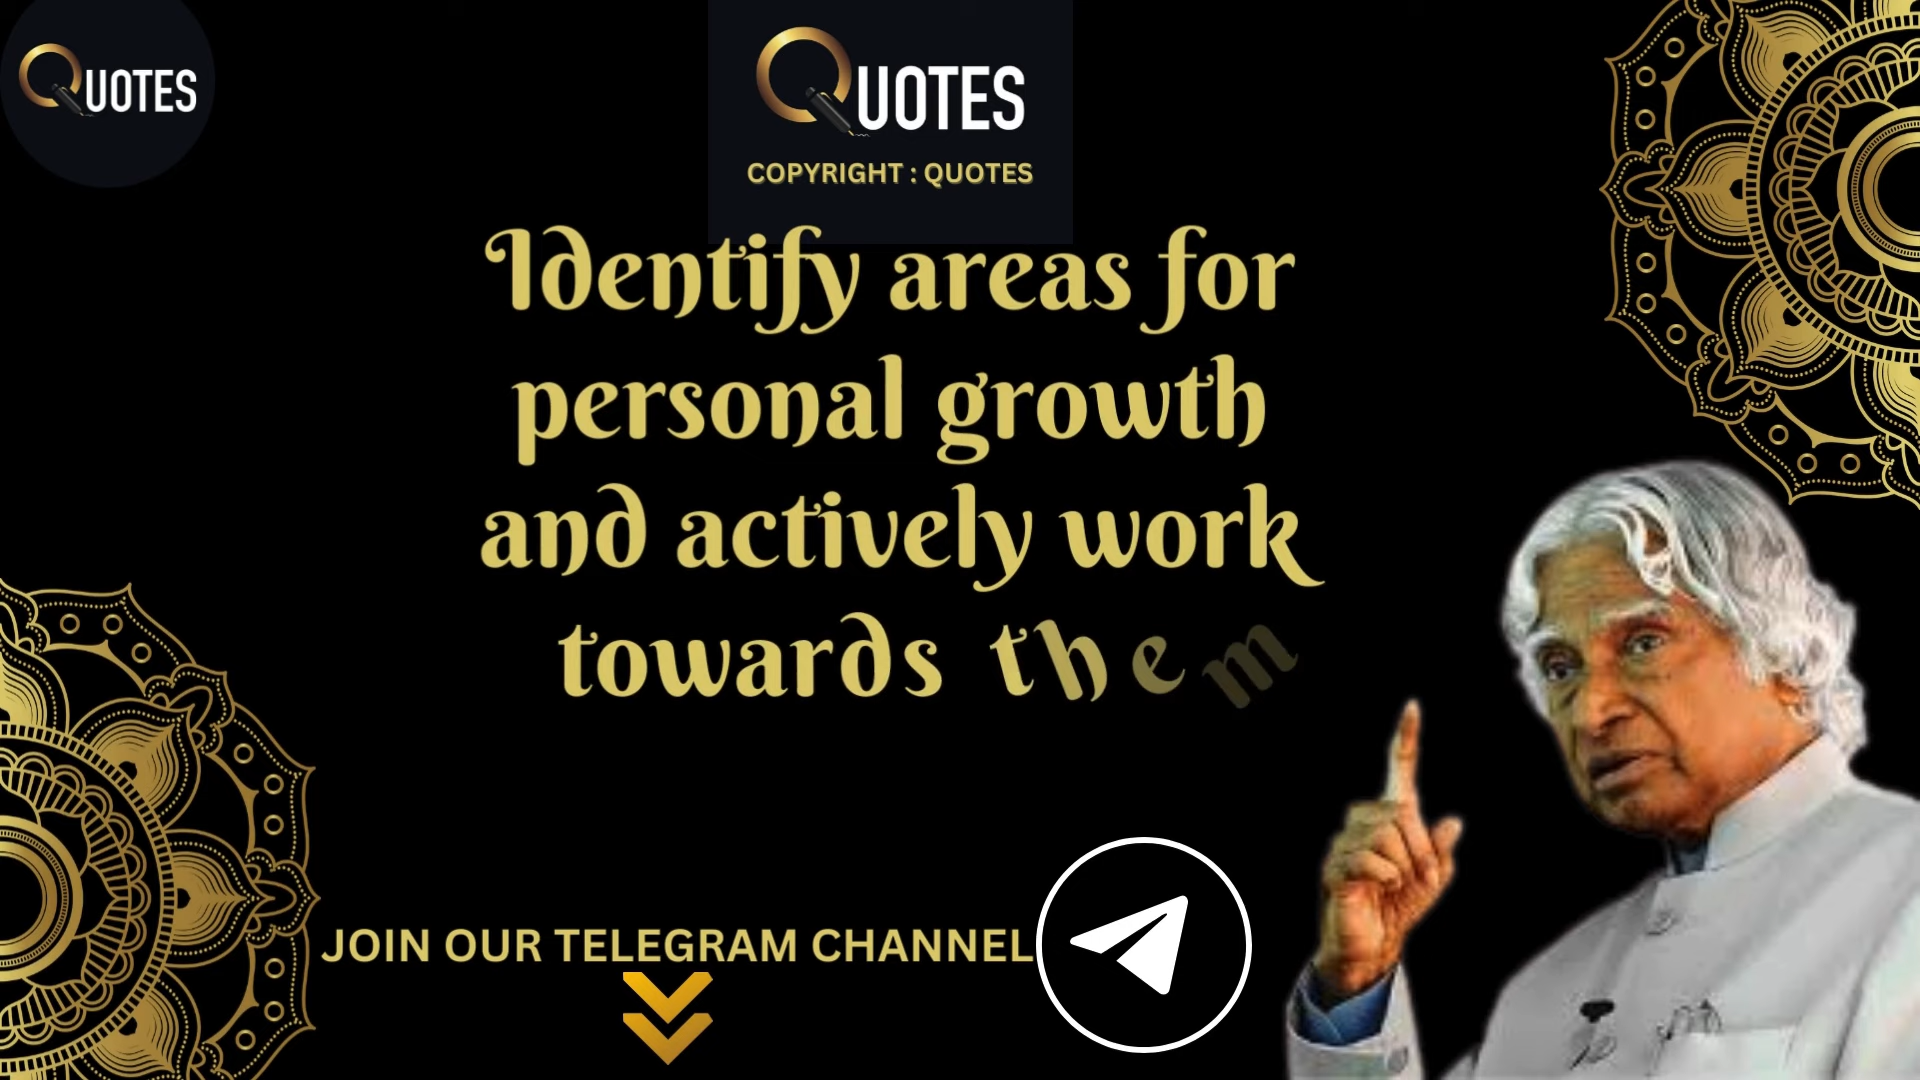 QUOTES
QUOTES
COPYRIGHT : QUOTES
Identify areas for
personal growth
and actively work
towards them
JOIN OUR TELEGRAM CHANNEL